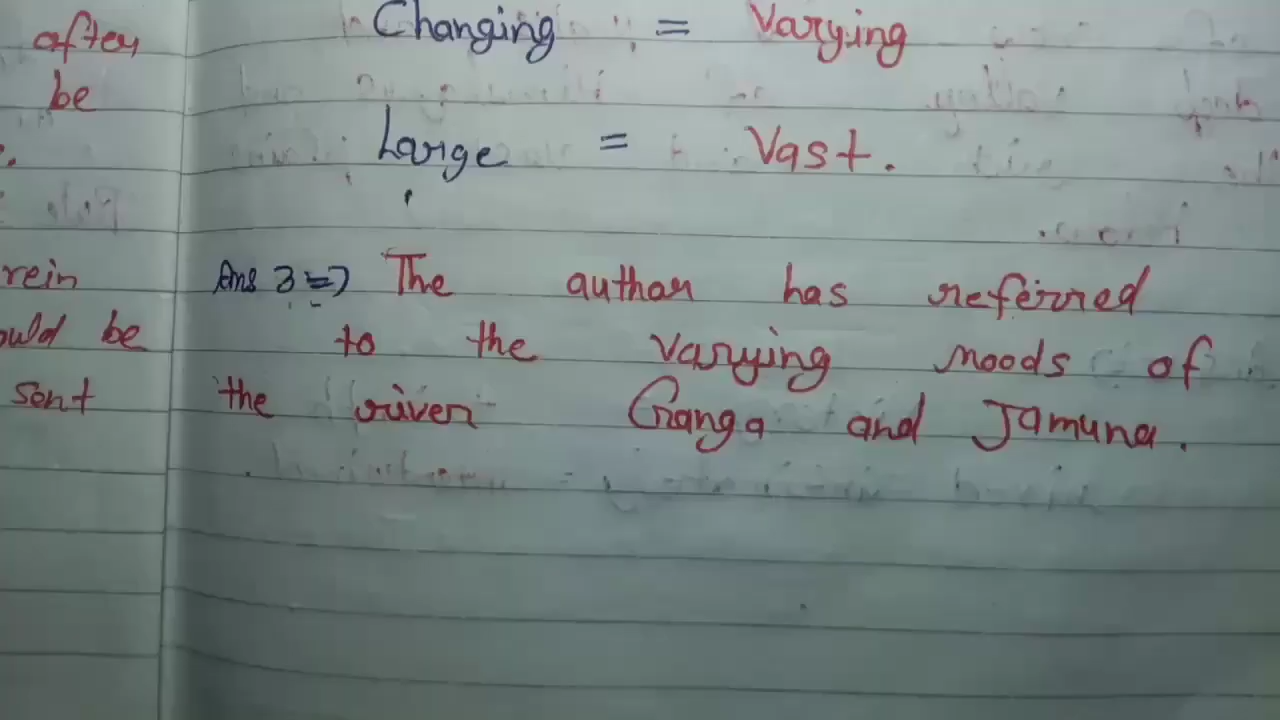 after
be
rein
ould be
sent
Changing = Varying
Large = Vast.
Ans 3 => The author has referred
to the varying moods of
the river Ganga and Jamuna.